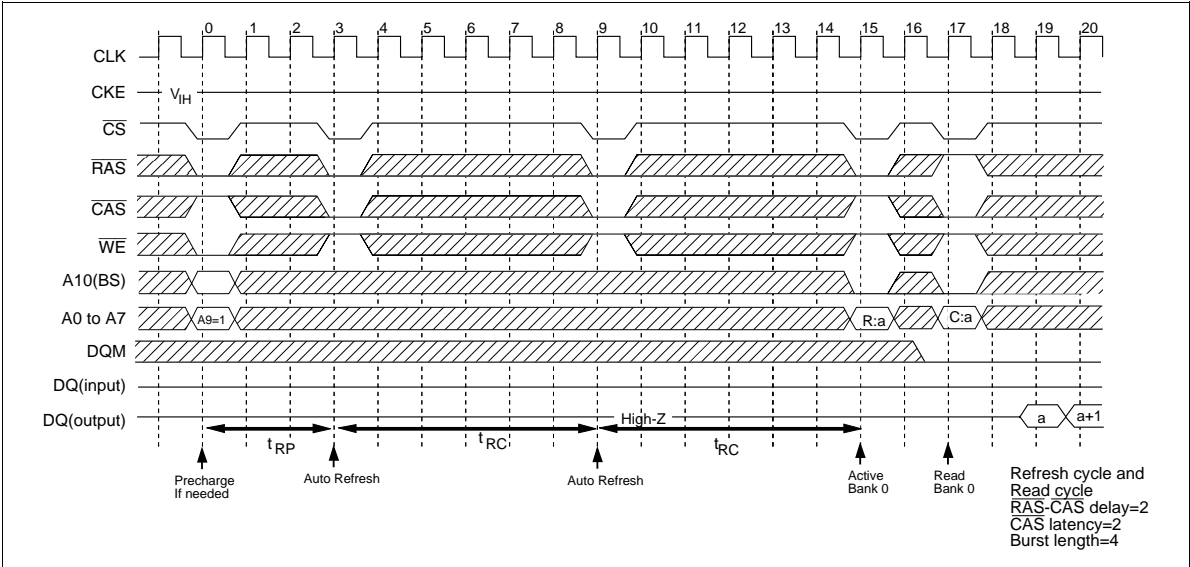 0 1 2 3 4 5 6 7 8 9 10 11 12 13 14 15 16 17 18 19 20
CLK
CKE VIH
CS
RAS
CAS
WE
A10(BS)
A0 to A7 A9=1 R:a C:a
DQM
DQ(input)
DQ(output) High-Z a a+1
tRP tRC tRC
Precharge
If needed
Auto Refresh
Auto Refresh
Active
Bank 0
Read
Bank 0
Refresh cycle and
Read cycle
RAS-CAS delay=2
CAS latency=2
Burst length=4